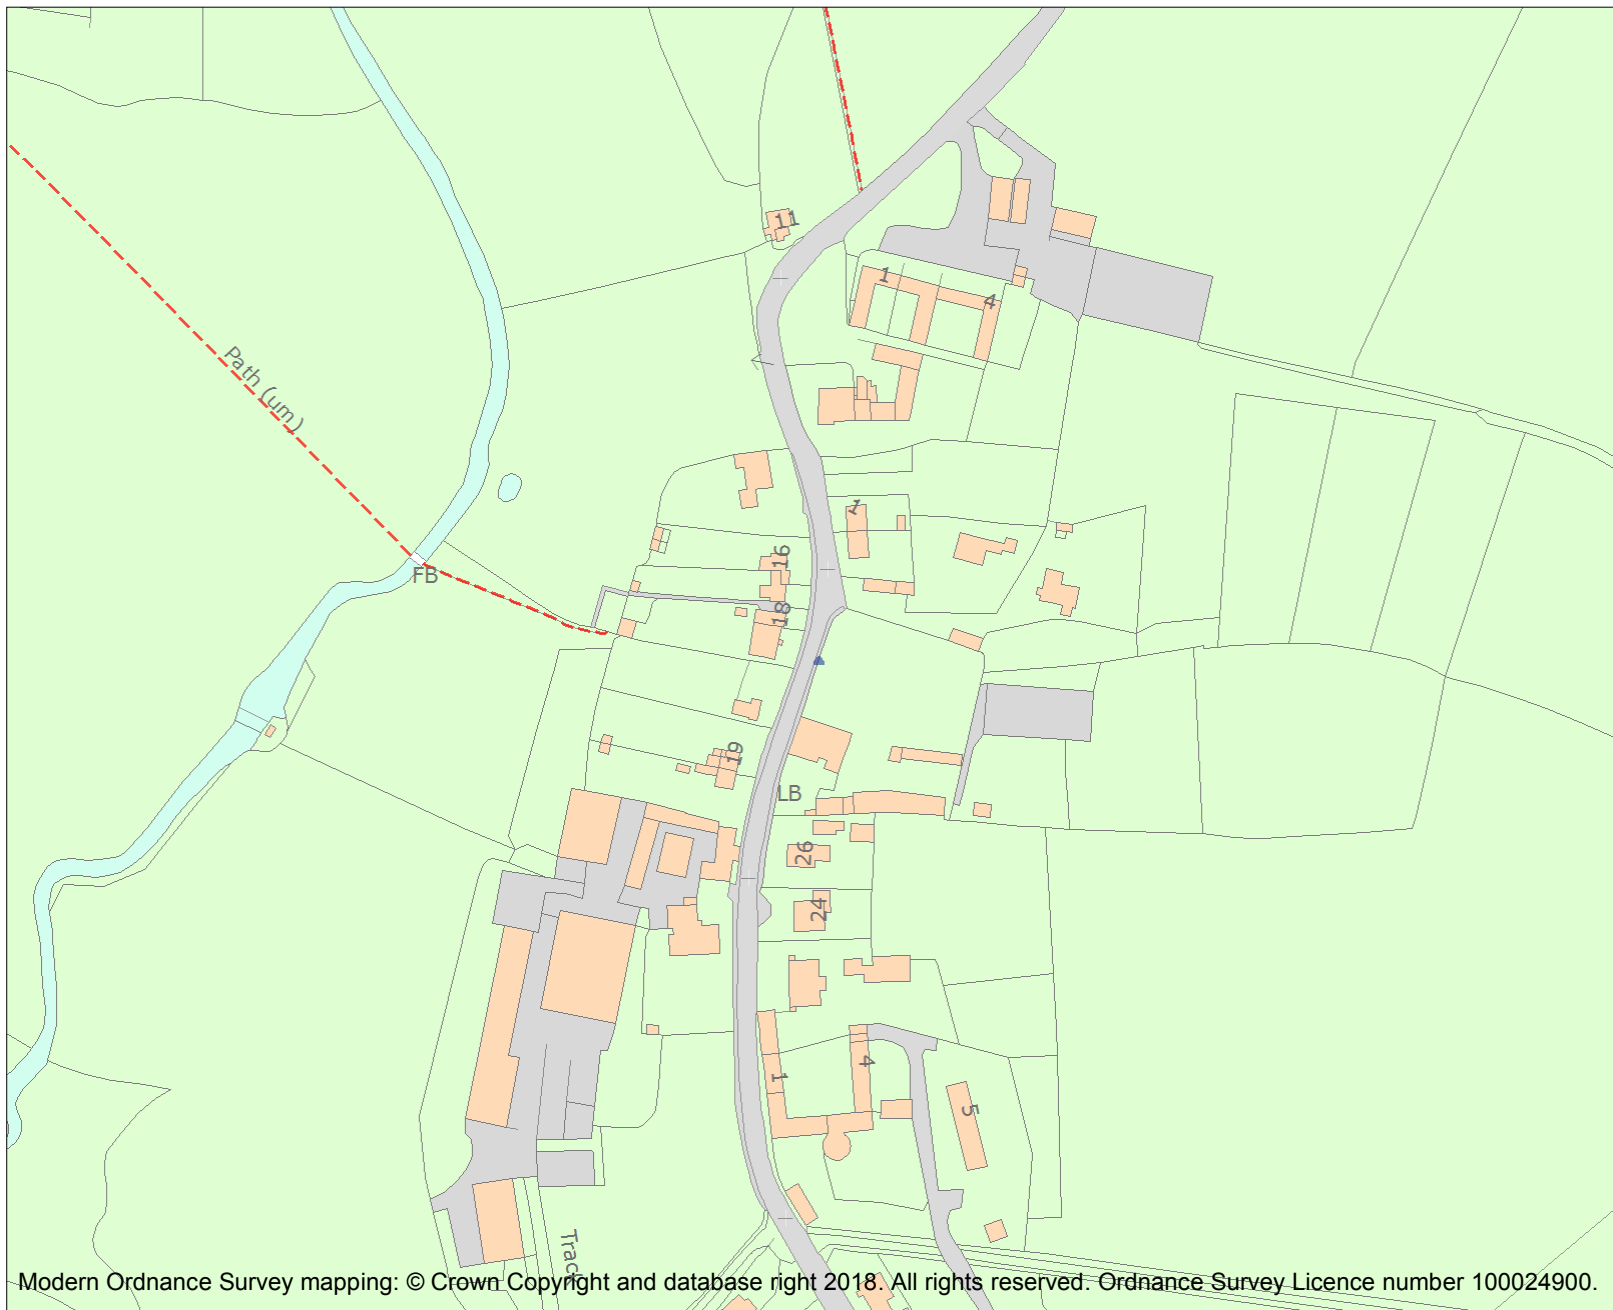 11
1
4
Path (um)
1
16
FB
18
19
LB
26
24
4
1
5
Track
Modern Ordnance Survey mapping: © Crown Copyright and database right 2018. All rights reserved. Ordnance Survey Licence number 100024900.